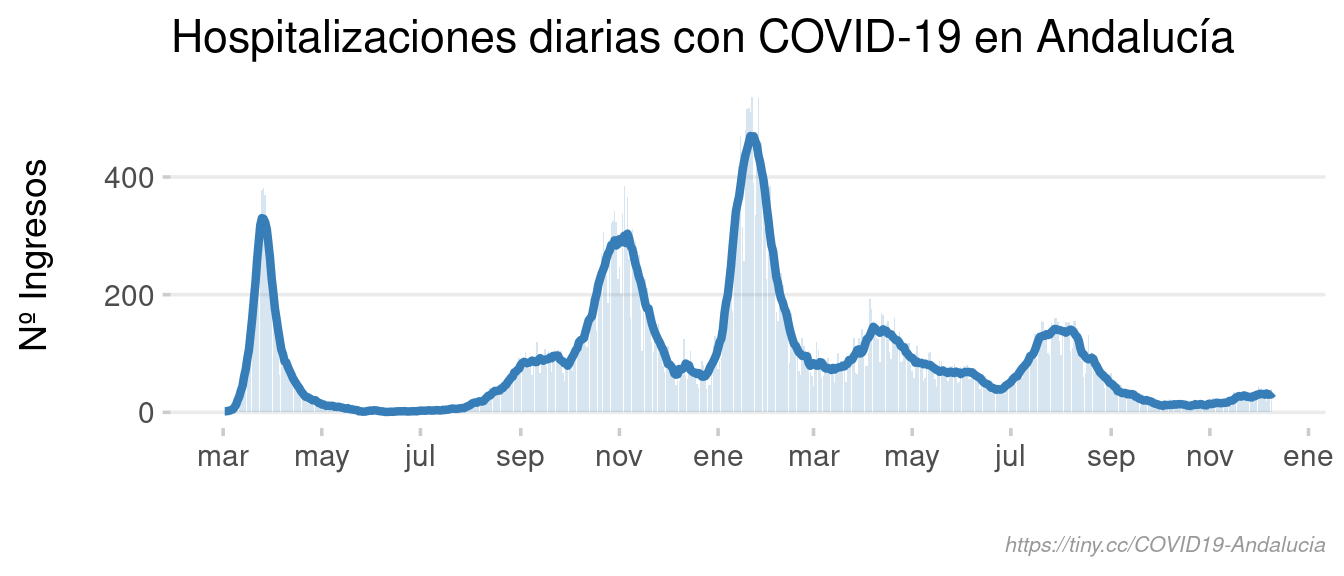 Hospitalizaciones diarias con COVID-19 en Andalucía
Nº Ingresos
400
200
0
mar may jul sep nov ene mar may jul sep nov ene
https://tiny.cc/COVID19-Andalucia